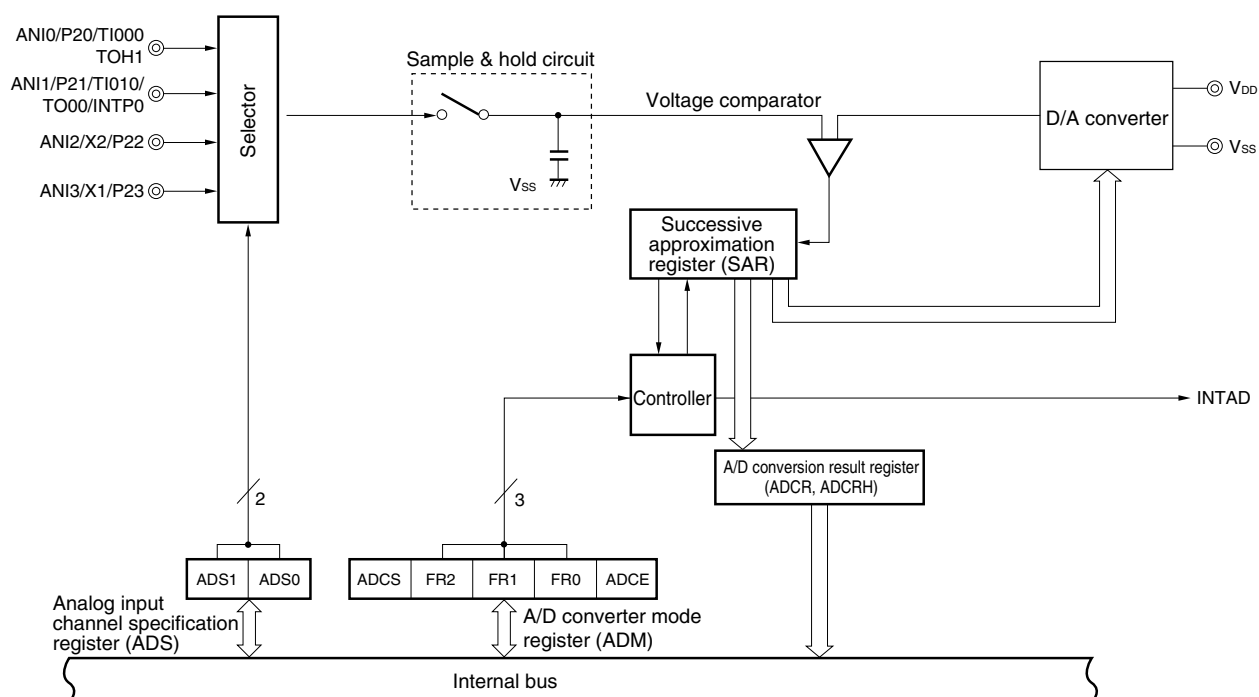 ANI0/P20/TI000
TOH1
ANI1/P21/TI010/
TO00/INTP0
ANI2/X2/P22
ANI3/X1/P23
Selector
Sample & hold circuit
VSS
Voltage comparator
D/A converter
VDD
VSS
Successive
approximation
register (SAR)
Controller
INTAD
A/D conversion result register
(ADCR, ADCRH)
2
3
ADS1 ADS0
ADCS FR2 FR1 FR0 ADCE
Analog input
channel specification
register (ADS)
A/D converter mode
register (ADM)
Internal bus